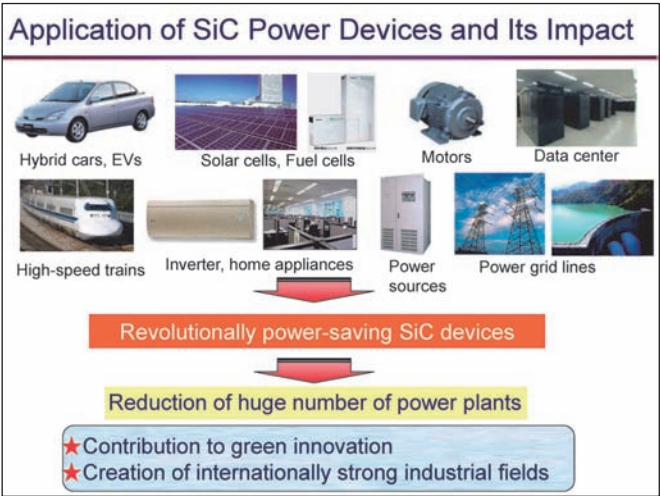 Application of SiC Power Devices and Its Impact
Hybrid cars, EVs
Solar cells, Fuel cells
Motors
Data center
High-speed trains
Inverter, home appliances
Power
sources
Power grid lines
Revolutionally power-saving SiC devices
Reduction of huge number of power plants
★Contribution to green innovation
★Creation of internationally strong industrial fields